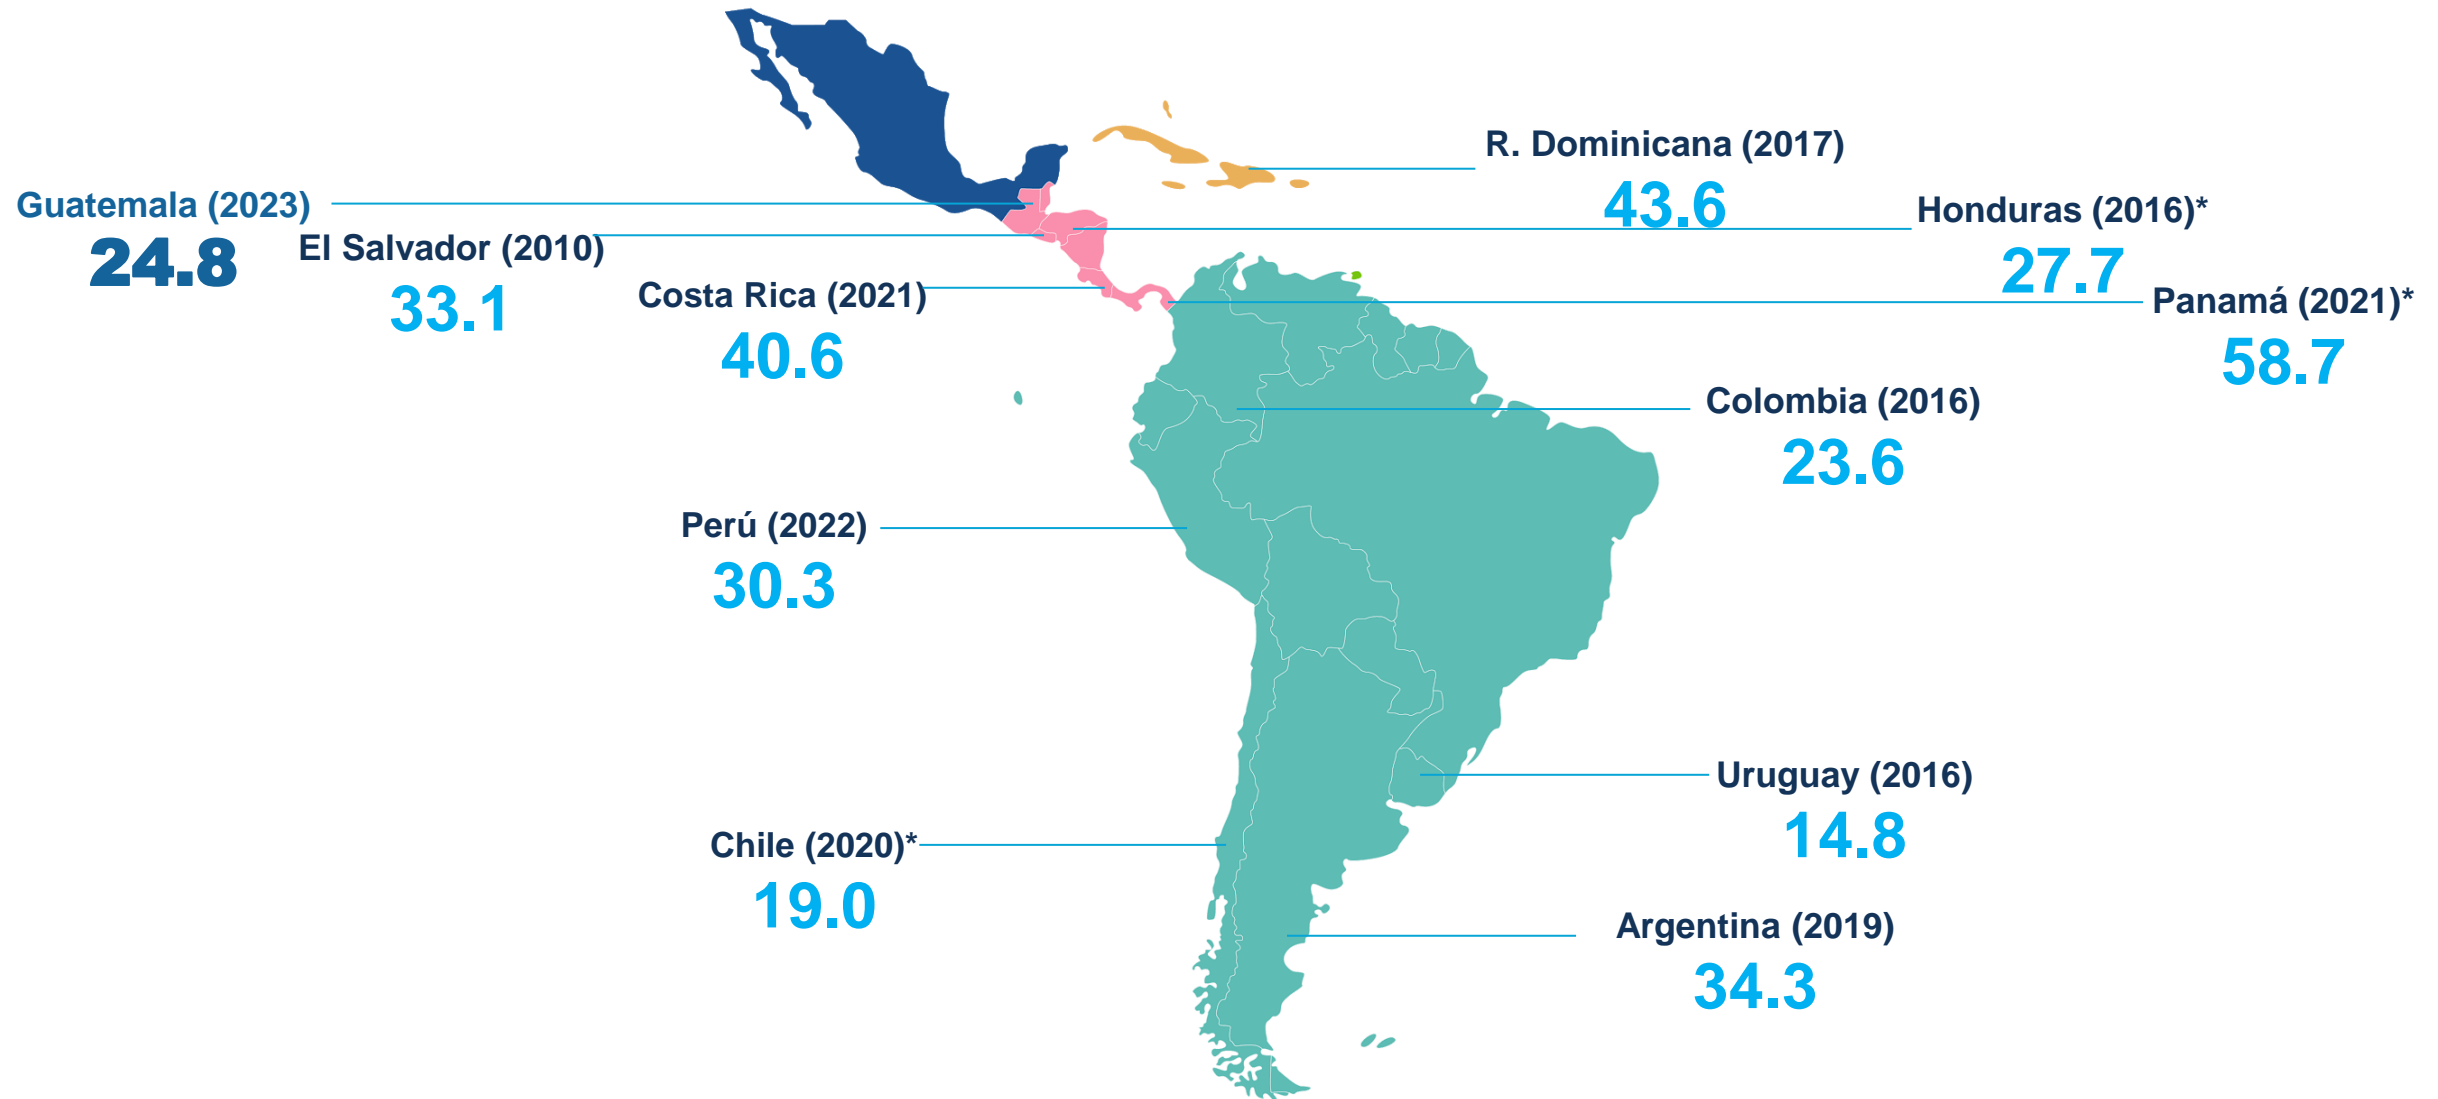 R. Dominicana (2017)
43.6
Guatemala (2023)
24.8
Honduras (2016)*
27.7
El Salvador (2010)
33.1
Costa Rica (2021)
40.6
Panamá (2021)*
58.7
Colombia (2016)
23.6
Perú (2022)
30.3
Uruguay (2016)
14.8
Chile (2020)*
19.0
Argentina (2019)
34.3